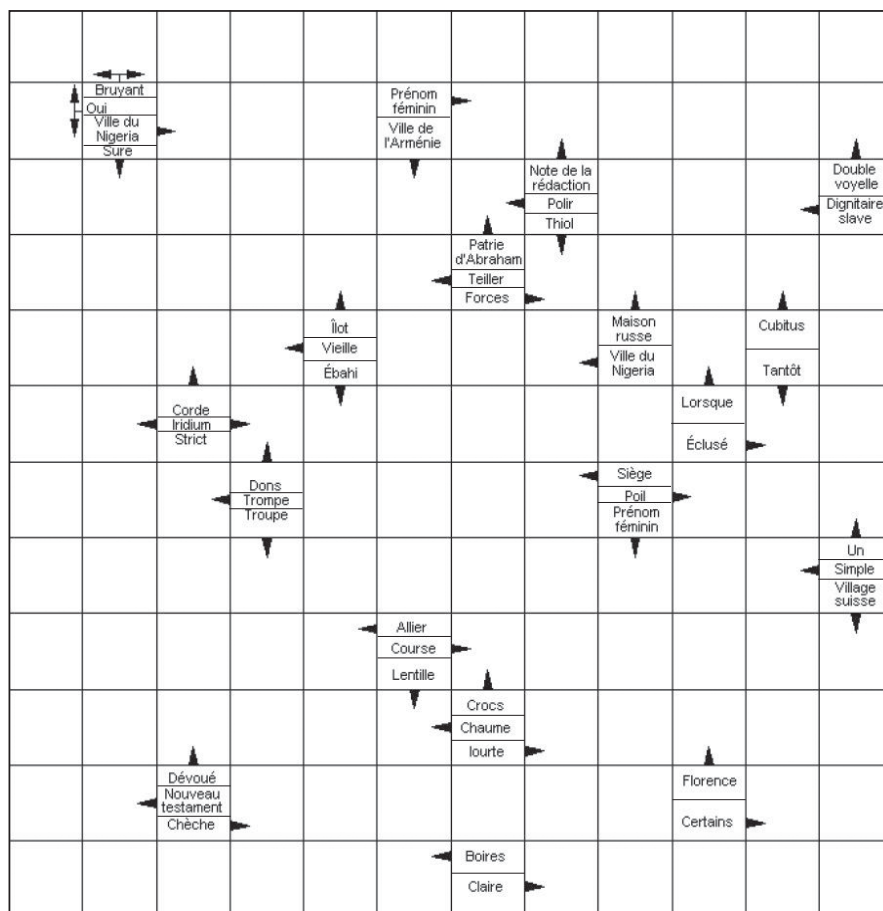 Bruyant
Oui
Ville du
Nigeria
Sure
Prénom
féminin
Ville de
l'Arménie
Note de la
rédaction
Polir
Thiol
Double
voyelle
Dignitaire
slave
Patrie
d'Abraham
Teiller
Forces
Îlot
Vieille
Ébahi
Maison
russe
Ville du
Nigeria
Cubitus
Tantôt
Corde
Iridium
Strict
Lorsque
Éclusé
Dons
Trompe
Troupe
Siège
Poil
Prénom
féminin
Un
Simple
Village
suisse
Allier
Course
Lentille
Crocs
Chaume
Iourte
Dévoué
Nouveau
testament
Chèche
Florence
Certains
Boires
Claire